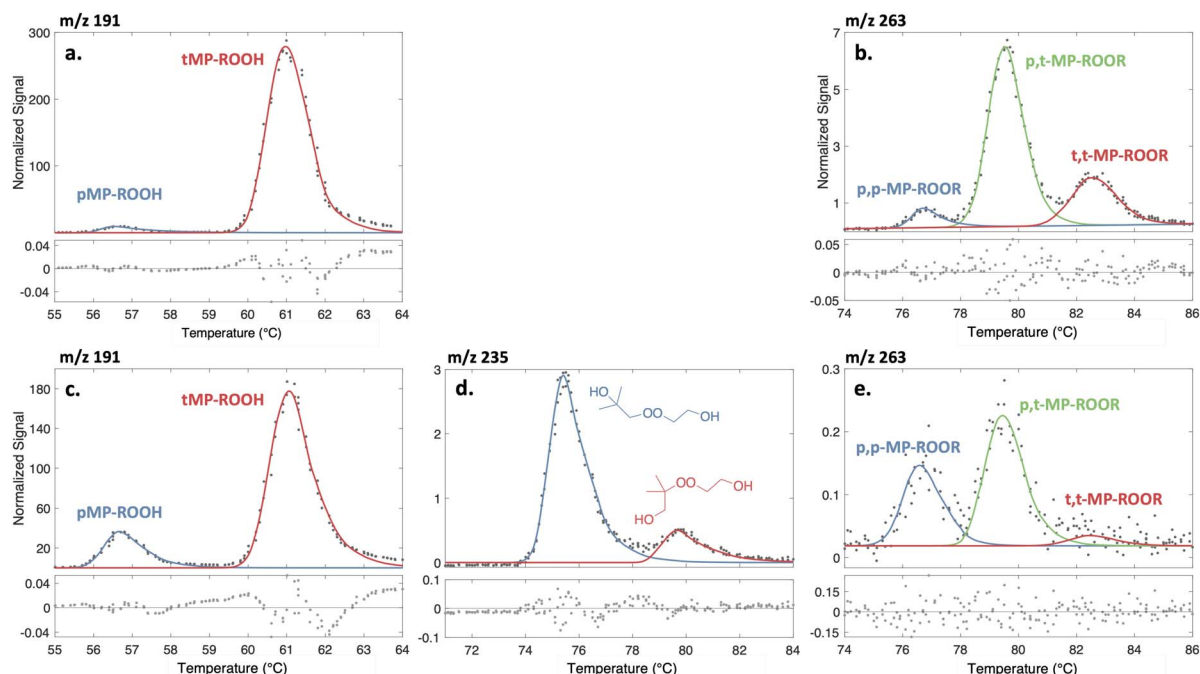 m/z 191
a.
tMP-ROOH
pMP-ROOH
Normalized Signal
300
200
100
0.04
0
-0.04
55 56 57 58 59 60 61 62 63 64
Temperature (°C)
m/z 263
b.
p,t-MP-ROOR
t,t-MP-ROOR
p,p-MP-ROOR
Normalized Signal
7
5
3
1
0.05
0
-0.05
74 76 78 80 82 84 86
Temperature (°C)
m/z 191
c.
tMP-ROOH
pMP-ROOH
Normalized Signal
180
140
100
60
20
0.04
0
-0.04
55 56 57 58 59 60 61 62 63 64
Temperature (°C)
m/z 235
d.
HO
OO
OH
OO
OH
HO
3
2
1
0
0.1
0
-0.1
72 74 76 78 80 82 84
Temperature (°C)
m/z 263
e.
p,t-MP-ROOR
p,p-MP-ROOR
t,t-MP-ROOR
0.3
0.2
0.1
0
0.15
0
-0.15
74 76 78 80 82 84 86
Temperature (°C)